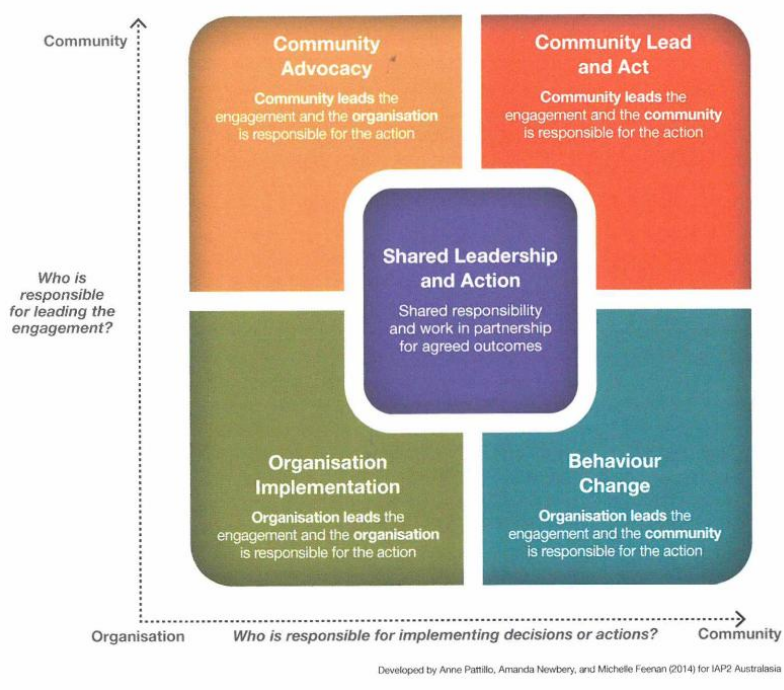 Community
Community
Advocacy
Community leads the
engagement and the organisation
is responsible for the action
Community Lead
and Act
Community leads the
engagement and the community
is responsible for the action
Who is
responsible
for leading the
engagement?
Shared Leadership
and Action
Shared responsibility
and work in partnership
for agreed outcomes
Organisation
Implementation
Organisation leads the
engagement and the organisation
is responsible for the action
Behaviour
Change
Organisation leads the
engagement and the community
is responsible for the action
Organisation
Who is responsible for implementing decisions or actions?
Community
Developed by Anne Pattillo, Amanda Newbery, and Michelle Feenan (2014) for IAP2 Australasia